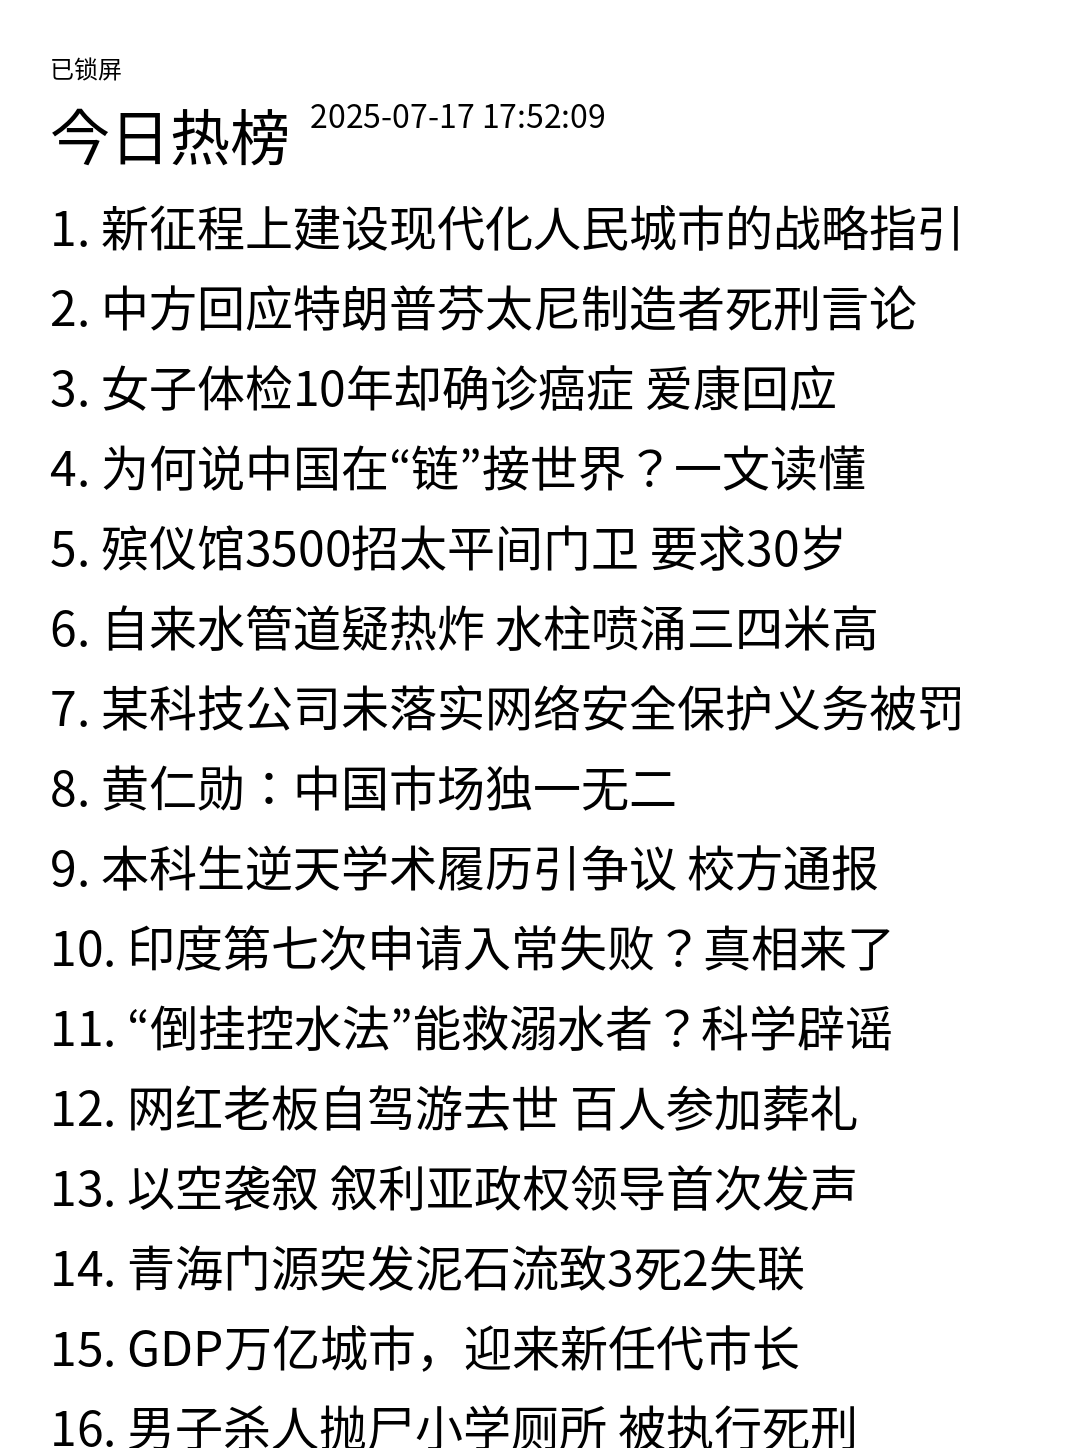 已锁屏
今日热榜 2025-07-17 17:52:09
1. 新征程上建设现代化人民城市的战略指引
2. 中方回应特朗普芬太尼制造者死刑言论
3. 女子体检10年却确诊癌症 爱康回应
4. 为何说中国在“链”接世界？一文读懂
5. 殡仪馆3500招太平间门卫 要求30岁
6. 自来水管道疑热炸 水柱喷涌三四米高
7. 某科技公司未落实网络安全保护义务被罚
8. 黄仁勋：中国市场独一无二
9. 本科生逆天学术履历引争议 校方通报
10. 印度第七次申请入常失败？真相来了
11. “倒挂控水法”能救溺水者？科学辟谣
12. 网红老板自驾游去世 百人参加葬礼
13. 以空袭叙 叙利亚政权领导首次发声
14. 青海门源突发泥石流致3死2失联
15. GDP万亿城市，迎来新任代市长
16. 男子杀人抛尸小学厕所 被执行死刑